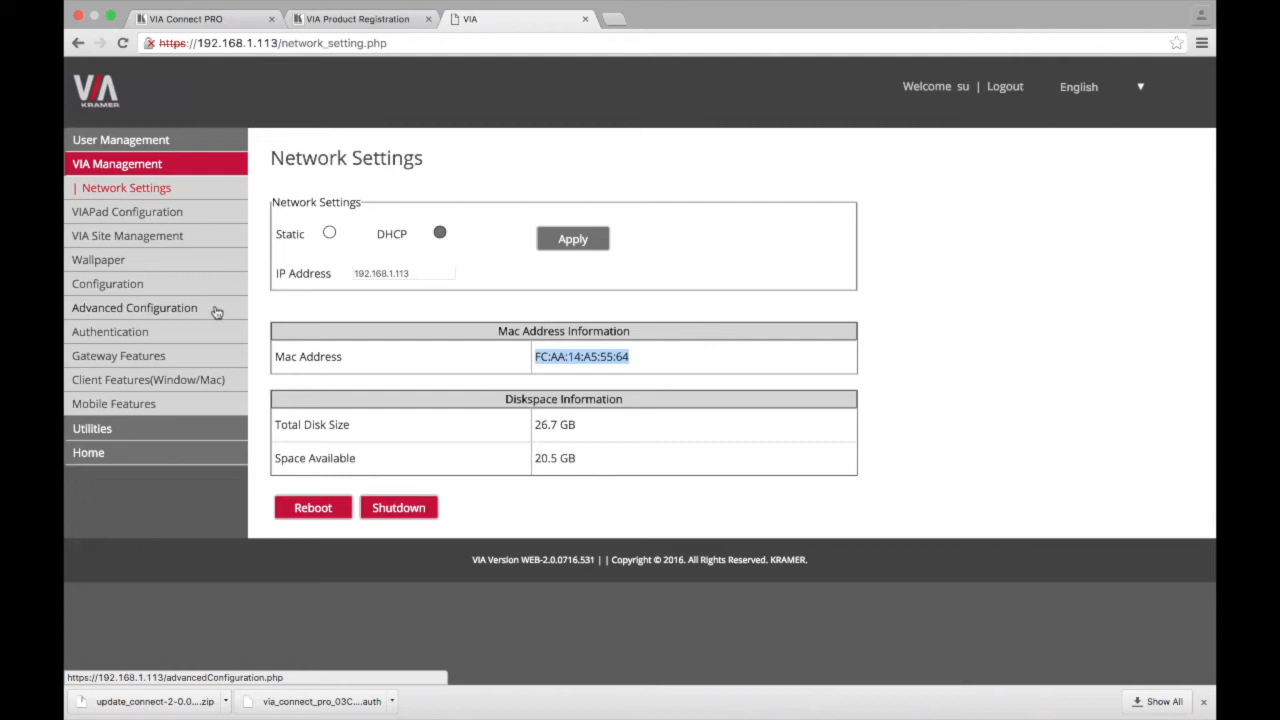 VIA Connect PRO
VIA Product Registration
VIA
https://192.168.1.113/network_setting.php
VIA
KRAMER
Welcome su | Logout
English
User Management
VIA Management
| Network Settings
VIAPad Configuration
VIA Site Management
Wallpaper
Configuration
Advanced Configuration
Authentication
Gateway Features
Client Features(Window/Mac)
Mobile Features
Utilities
Home
Network Settings
Network Settings
Static
DHCP
Apply
IP Address
192.168.1.113
Mac Address Information
Mac Address
FC:AA:14:A5:55:64
Diskspace Information
Total Disk Size
26.7 GB
Space Available
20.5 GB
Reboot
Shutdown
VIA Version WEB-2.0.0716.531 | | Copyright © 2016. All Rights Reserved. KRAMER.
https://192.168.1.113/advancedConfiguration.php
update_connect-2-0.0....zip
via_connect_pro_03C....auth
Show All